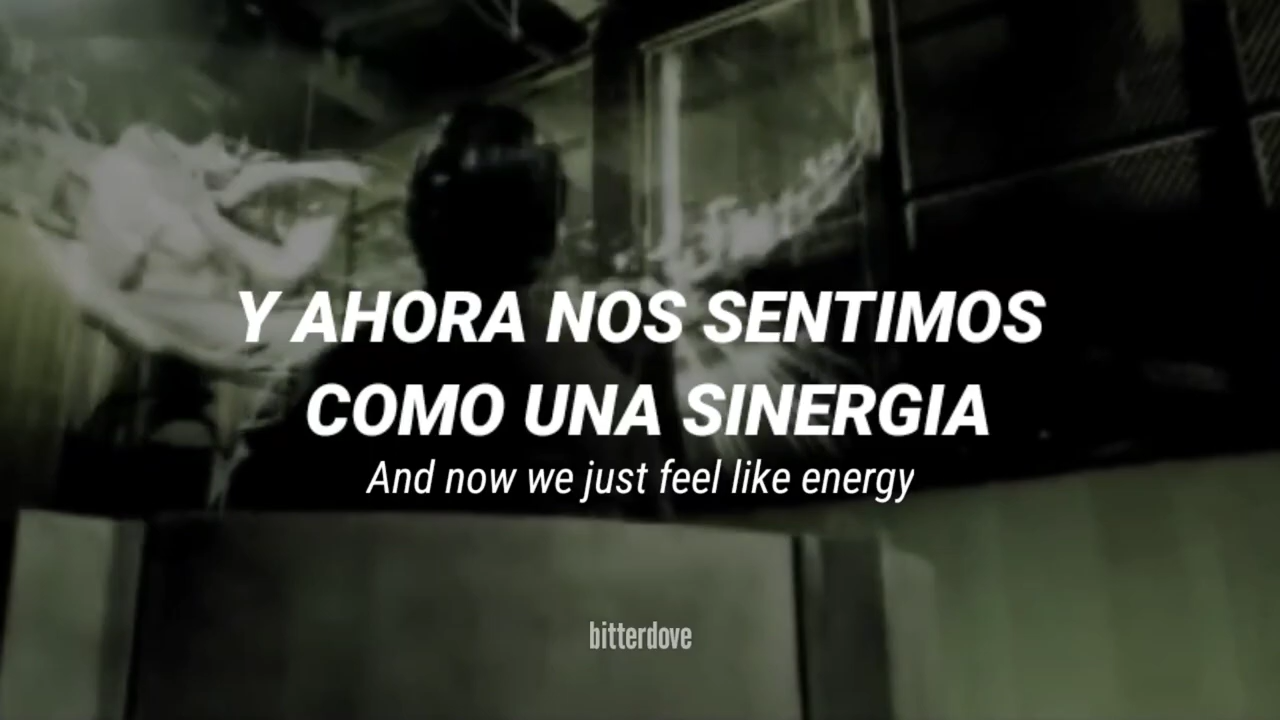 Y AHORA NOS SENTIMOS
COMO UNA SINERGIA
And now we just feel like energy
bitterdove